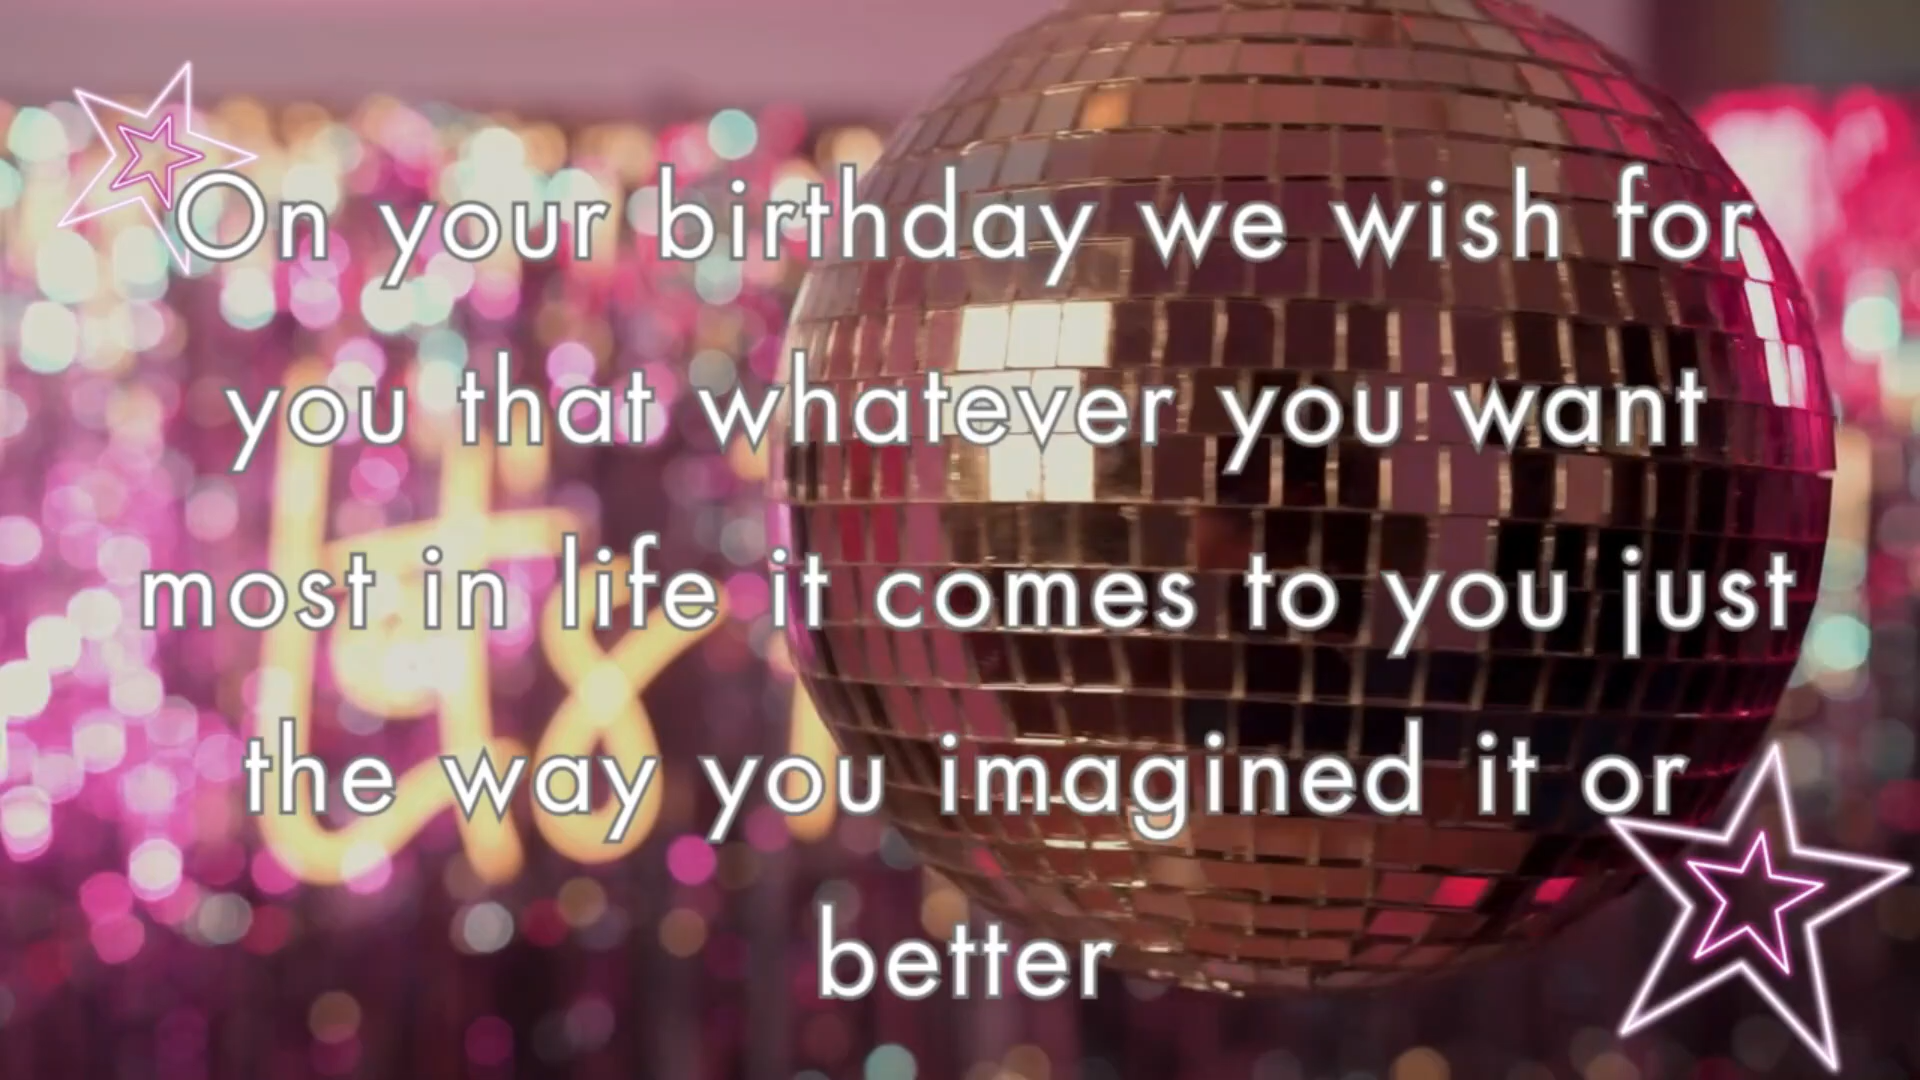 On your birthday we wish for
you that whatever you want
most in life it comes to you just
the way you imagined it or
better